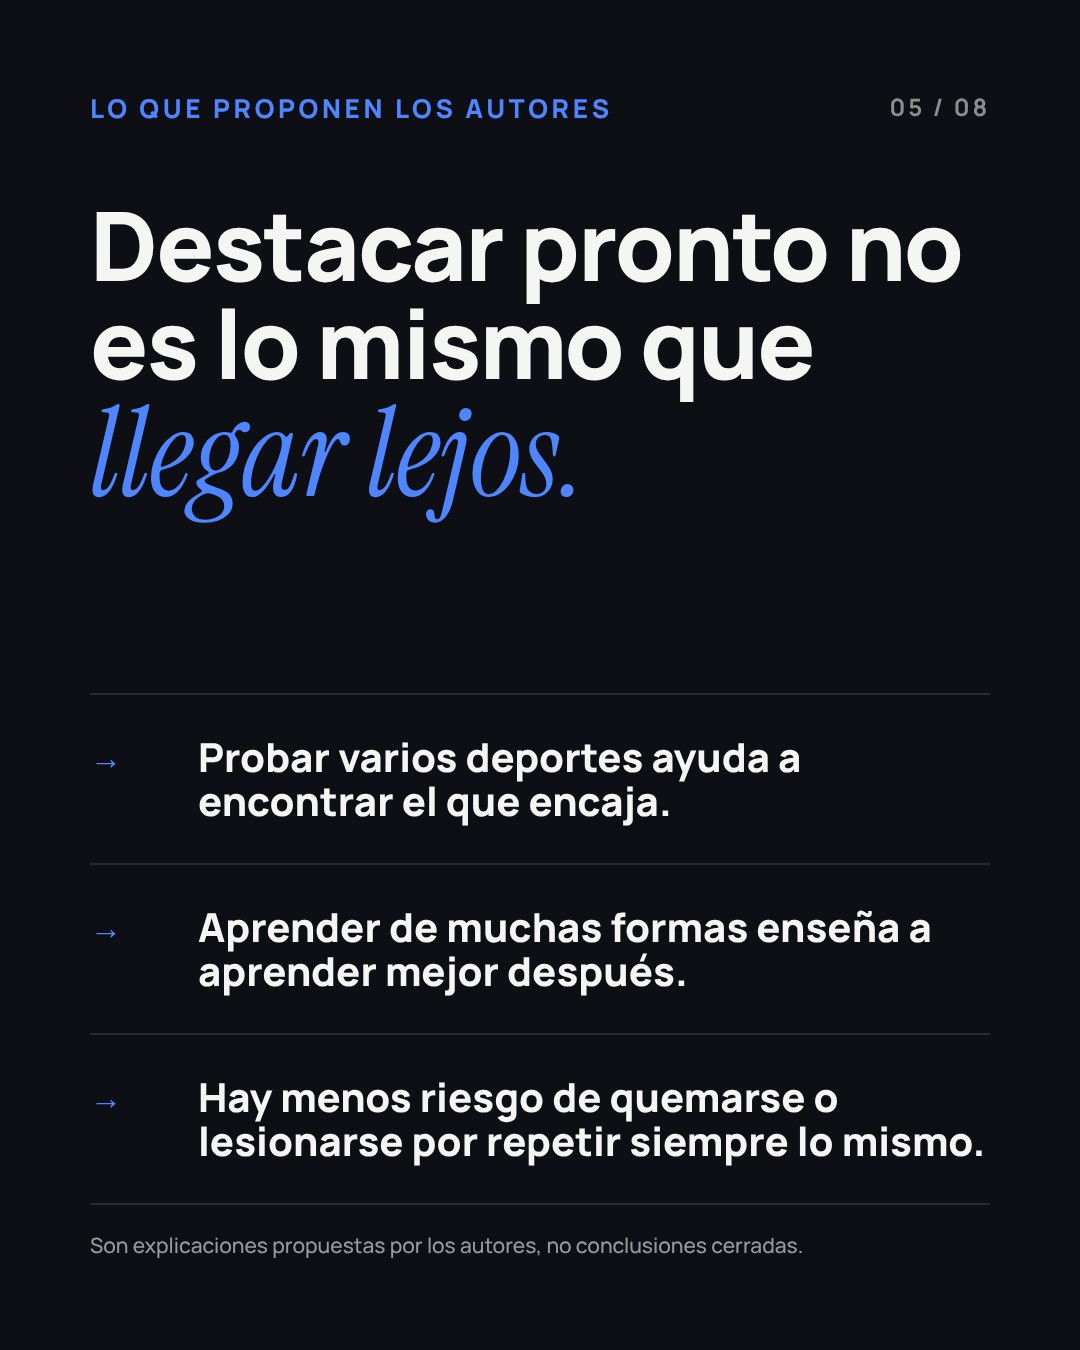 LO QUE PROPONEN LOS AUTORES
05 / 08
Destacar pronto no
es lo mismo que
llegar lejos.
→ Probar varios deportes ayuda a
encontrar el que encaja.
→ Aprender de muchas formas enseña a
aprender mejor después.
→ Hay menos riesgo de quemarse o
lesionarse por repetir siempre lo mismo.
Son explicaciones propuestas por los autores, no conclusiones cerradas.